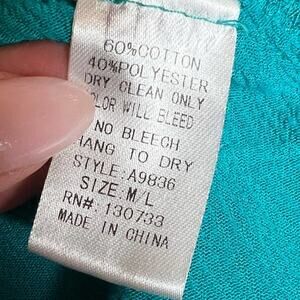 60%COTTON
40%POLYESTER
DRY CLEAN ONLY
COLOR WILL BLEED
NO BLEECH
HANG TO DRY
STYLE:A9836
SIZE:M/L
RN#:130733
MADE IN CHINA